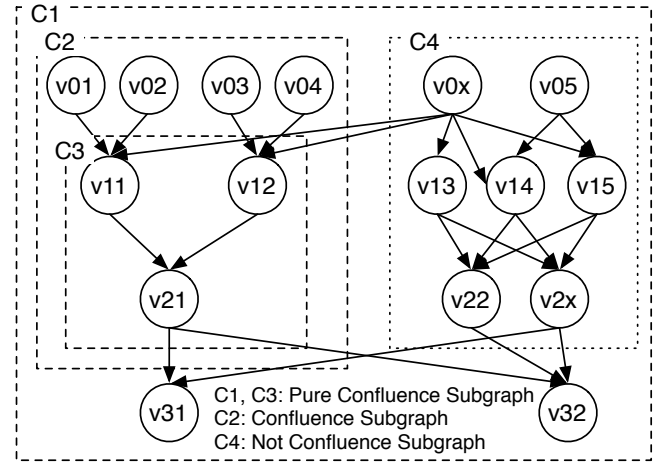 C1
C2
C4
v01 v02 v03 v04 v0x v05
C3
v11 v12 v13 v14 v15
v21 v22 v2x
v31 v32
C1, C3: Pure Confluence Subgraph
C2: Confluence Subgraph
C4: Not Confluence Subgraph